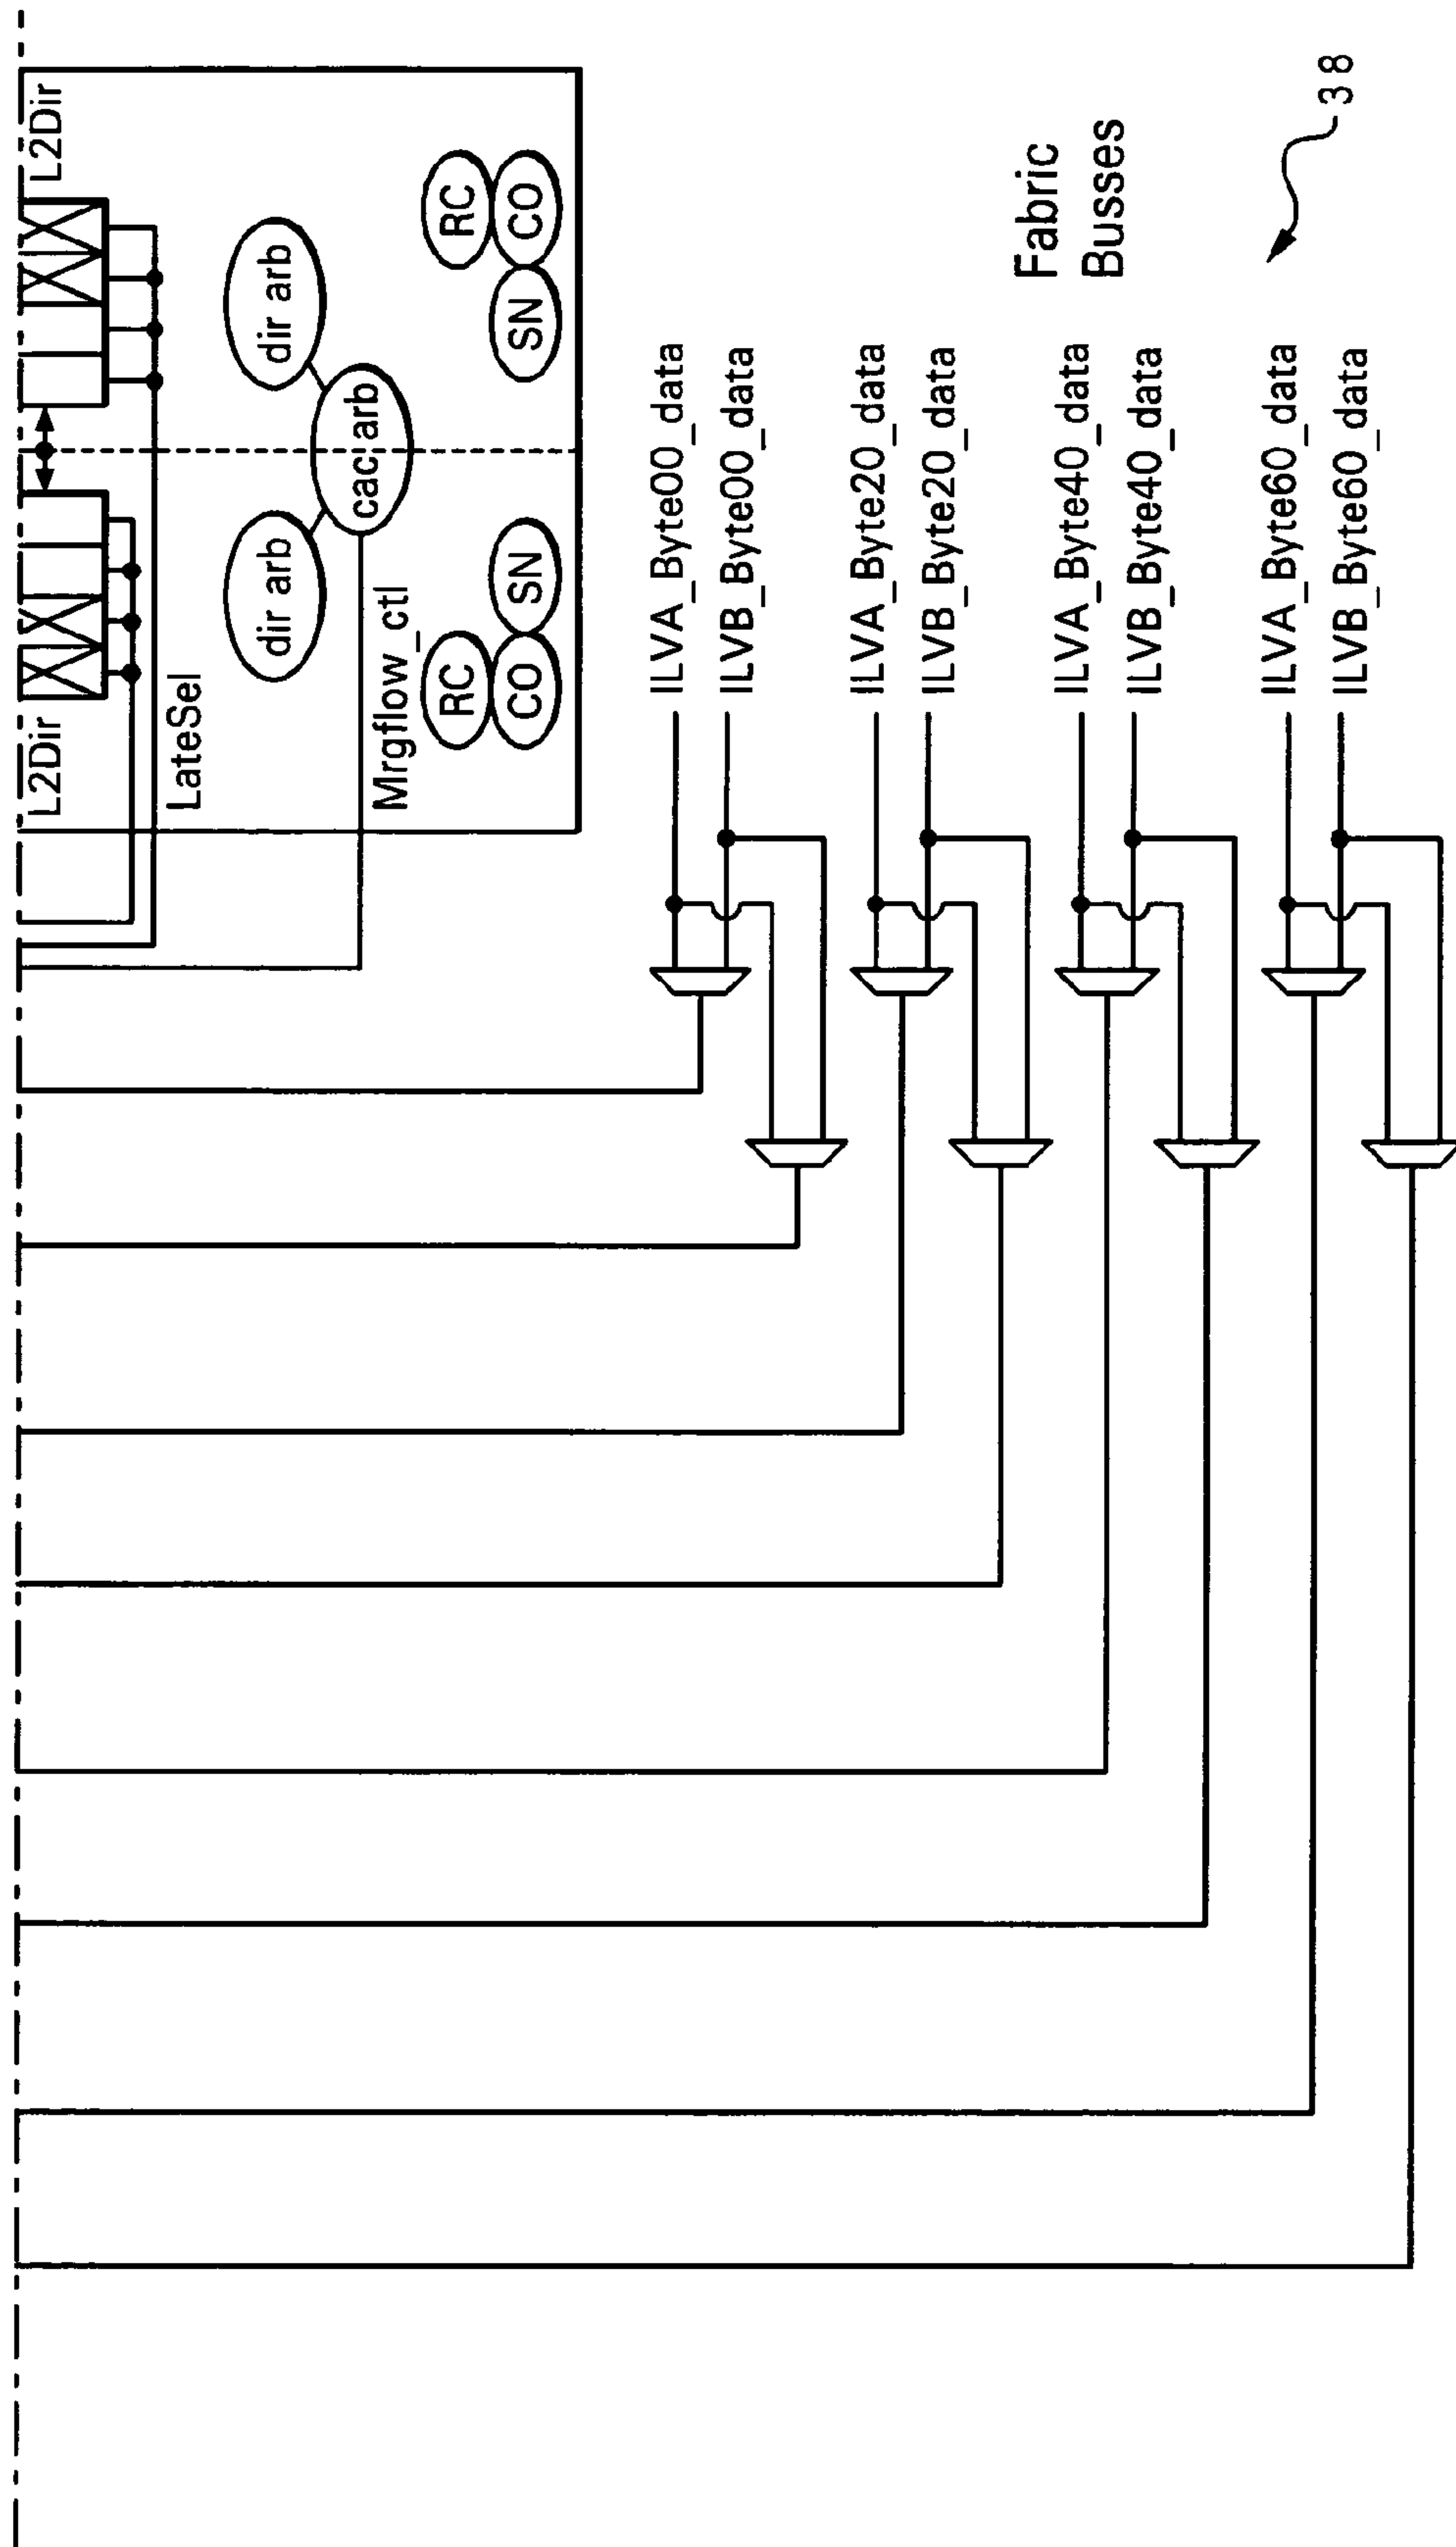 L2Dir
L2Dir
LateSel
dir arb
dir arb
cac arb
Mrgflow_ctl
RC
CO
SN
RC
CO
SN
ILVA_Byte00_data
ILVB_Byte00_data
ILVA_Byte20_data
ILVB_Byte20_data
ILVA_Byte40_data
ILVB_Byte40_data
ILVA_Byte60_data
ILVB_Byte60_data
Fabric
Busses
38